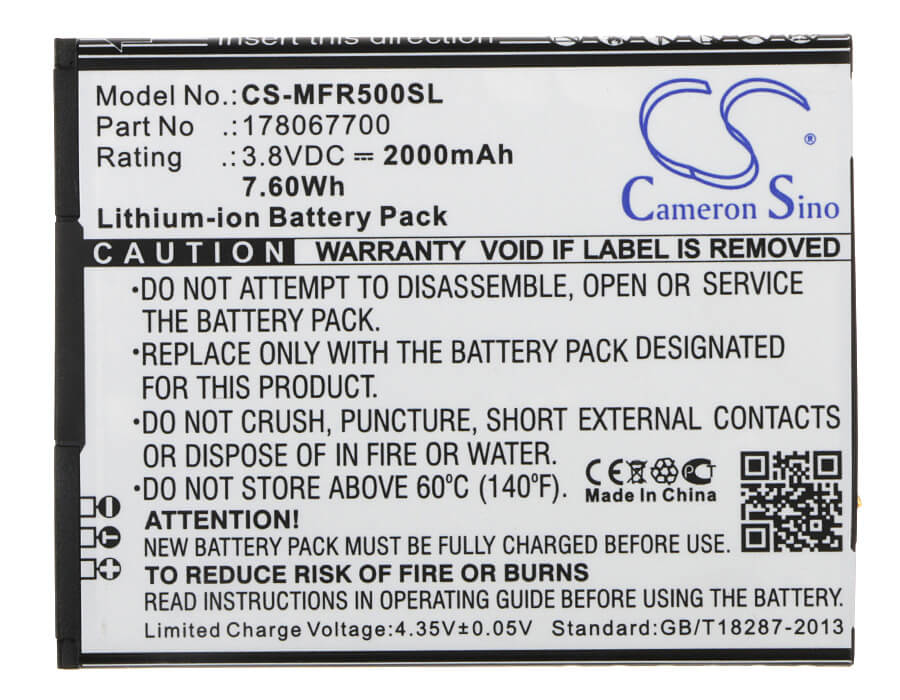 Insert this direction
Model No.: CS-MFR500SL
Part No .: 178067700
Rating .: 3.8VDC ⎓ 2000mAh
7.60Wh
Lithium-ion Battery Pack
CS
Cameron Sino ®
CAUTION WARRANTY VOID IF LABEL IS REMOVED
•DO NOT ATTEMPT TO DISASSEMBLE, OPEN OR SERVICE
THE BATTERY PACK.
•REPLACE ONLY WITH THE BATTERY PACK DESIGNATED
FOR THIS PRODUCT.
•DO NOT CRUSH, PUNCTURE, SHORT EXTERNAL CONTACTS
OR DISPOSE OF IN FIRE OR WATER.
•DO NOT STORE ABOVE 60°C (140°F).
CE
Made In China
ATTENTION!
NEW BATTERY PACK MUST BE FULLY CHARGED BEFORE USE.
TO REDUCE RISK OF FIRE OR BURNS
READ INSTRUCTIONS IN OPERATING GUIDE BEFORE USING THE BATTERY.
Limited Charge Voltage:4.35V±0.05V Standard:GB/T18287-2013